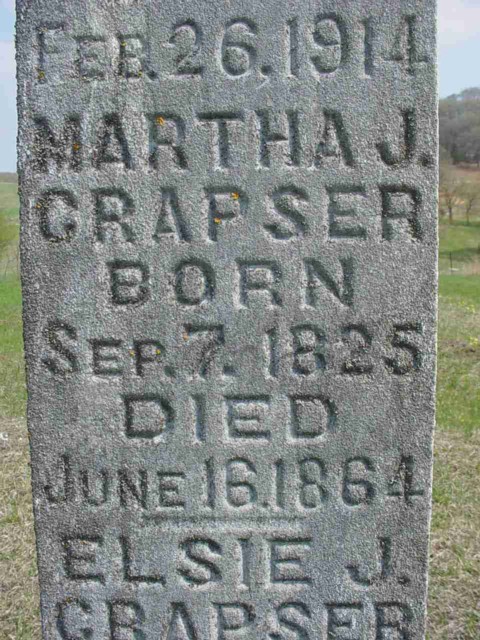 FEB. 26, 1914
MARTHA J.
CRAPSER
BORN
SEP. 7. 1825
DIED
JUNE 16. 1864
ELSIE J.
CRAPSER